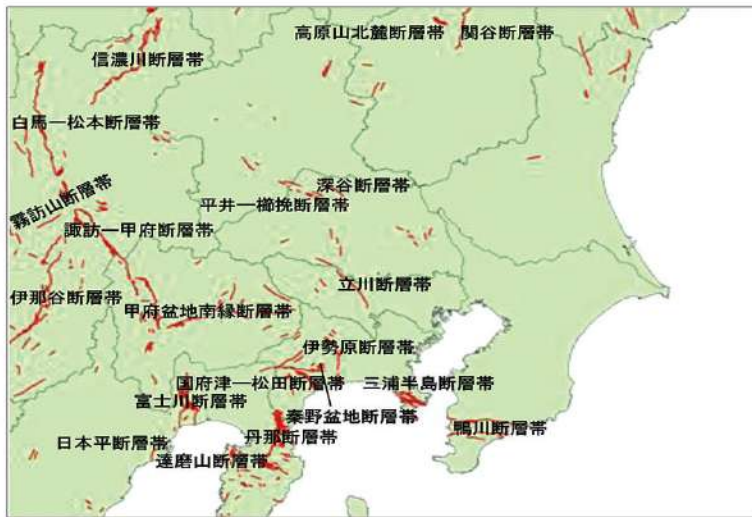 高原山北麓断層帯
関谷断層帯
信濃川断層帯
白馬―松本断層帯
深谷断層帯
霧訪山断層帯
平井―櫛挽断層帯
諏訪―甲府断層帯
立川断層帯
伊那谷断層帯
甲府盆地南縁断層帯
伊勢原断層帯
国府津―松田断層帯
三浦半島断層帯
富士川断層帯
秦野盆地断層帯
鴨川断層帯
丹那断層帯
日本平断層帯
達磨山断層帯